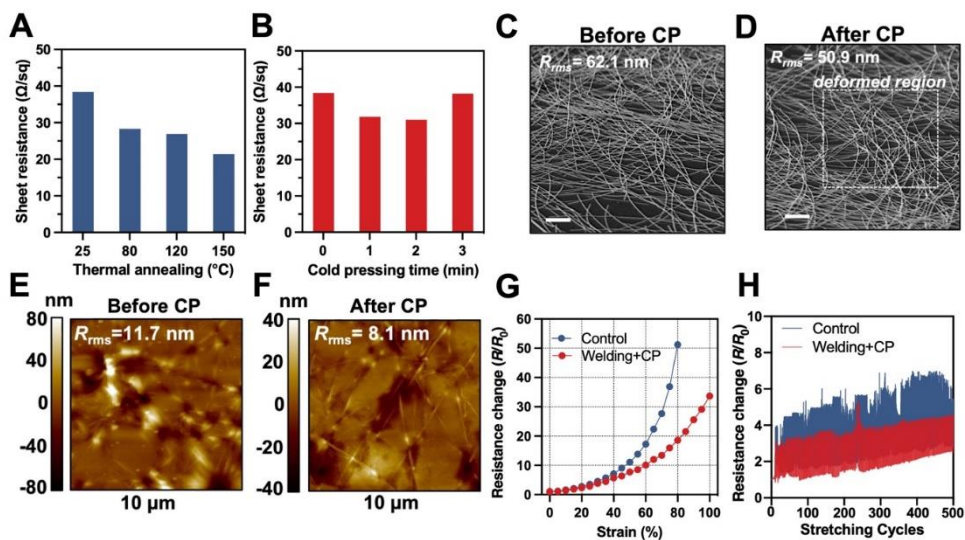 A
Sheet resistance (Ω/sq)
50
40
30
20
10
0
25 80 120 150
Thermal annealing (°C)
B
Sheet resistance (Ω/sq)
50
40
30
20
10
0
0 1 2 3
Cold pressing time (min)
C
Before CP
Rrms= 62.1 nm
D
After CP
Rrms= 50.9 nm
deformed region
E
nm
Before CP
80
40
0
-40
-80
Rrms=11.7 nm
10 µm
F
nm
After CP
40
20
0
-20
-40
Rrms= 8.1 nm
10 µm
G
Resistance change (R/R0)
60
50
40
30
20
10
0
Control
Welding+CP
0 20 40 60 80 100
Strain (%)
H
Resistance change (R/R0)
10
8
6
4
2
0
Control
Welding+CP
100 200 300 400 500
Stretching Cycles